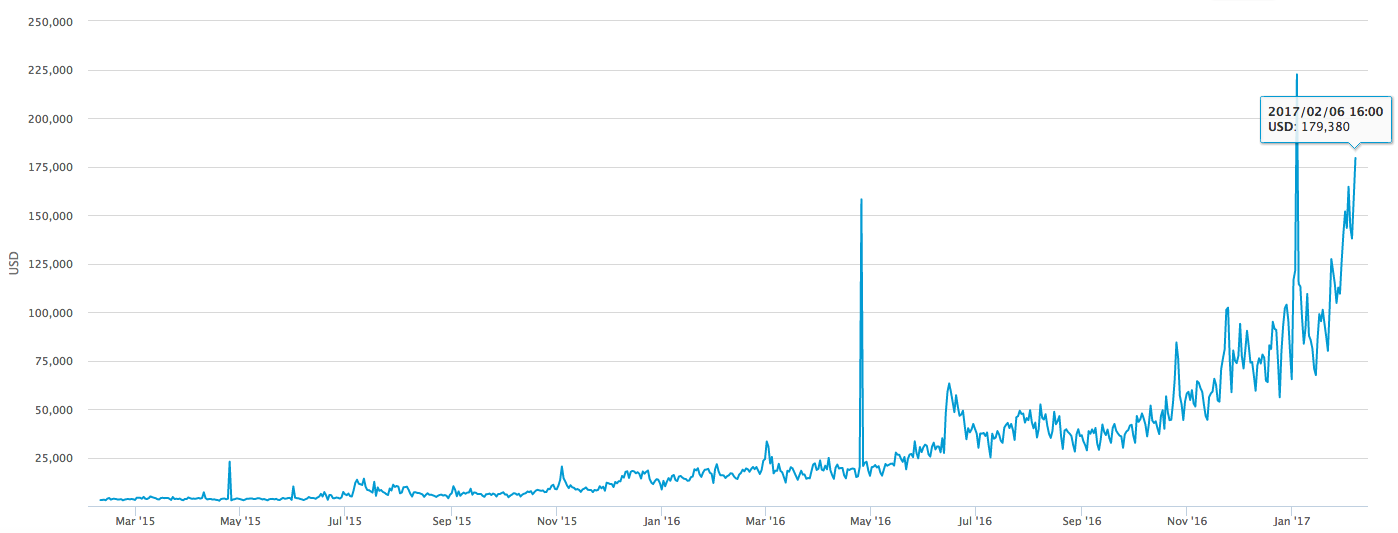 250,000
225,000
200,000
175,000
150,000
125,000
100,000
75,000
50,000
25,000
USD
2017/02/06 16:00
USD: 179,380
Mar '15
May '15
Jul '15
Sep '15
Nov '15
Jan '16
Mar '16
May '16
Jul '16
Sep '16
Nov '16
Jan '17